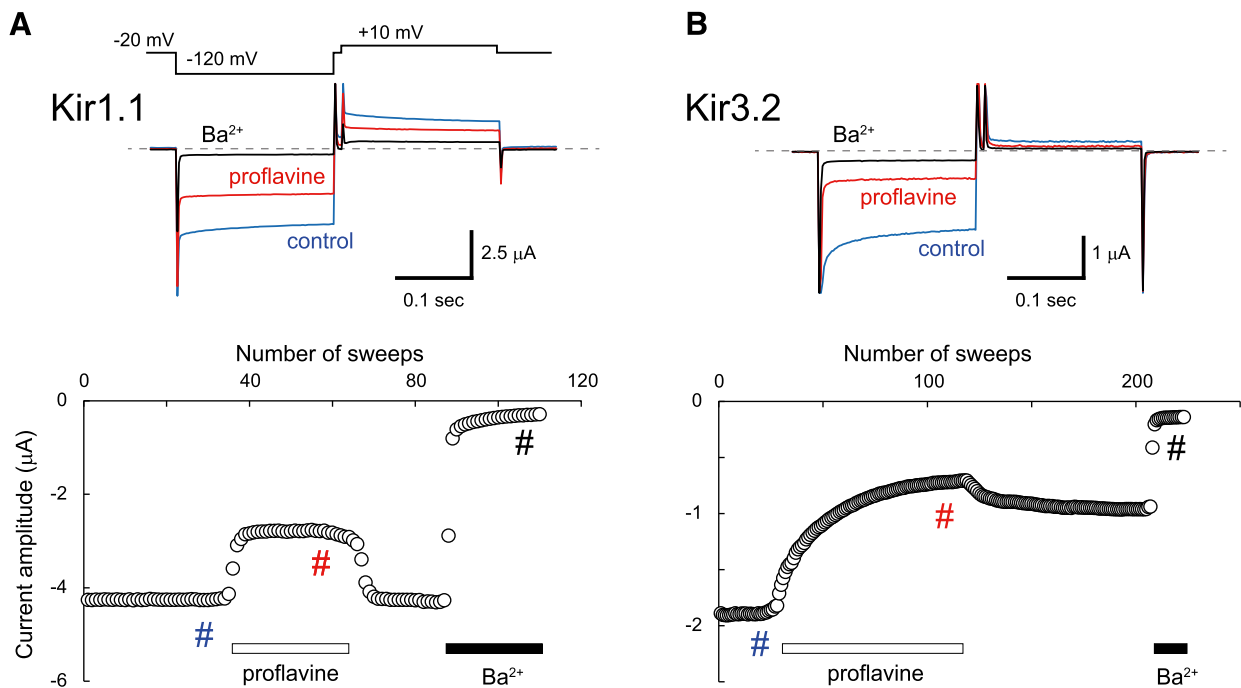 A
-20 mV
-120 mV
+10 mV
Kir1.1
Ba2+
proflavine
control
2.5 µA
0.1 sec
Number of sweeps
0 40 80 120
0
-2
-4
-6
Current amplitude (µA)
#
#
#
proflavine
Ba2+
B
Kir3.2
Ba2+
proflavine
control
1 µA
0.1 sec
Number of sweeps
0 100 200
0
-1
-2
#
#
#
proflavine
Ba2+